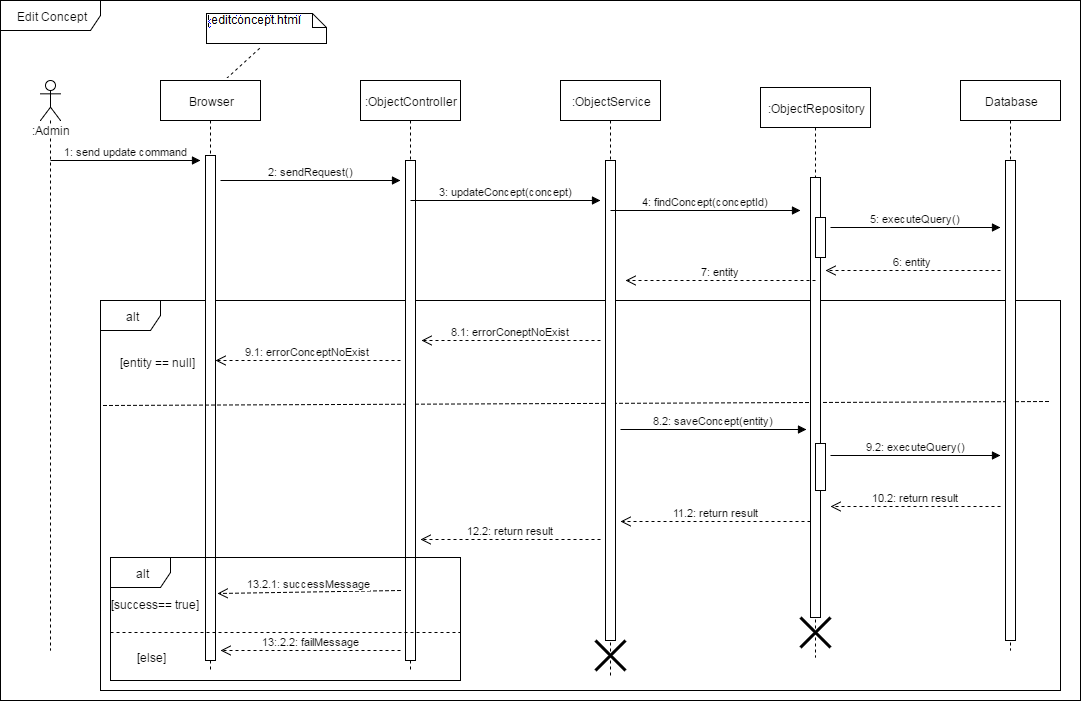 Edit Concept
editconcept.html
:Admin
Browser
:ObjectController
:ObjectService
:ObjectRepository
Database
1: send update command
2: sendRequest()
3: updateConcept(concept)
4: findConcept(conceptId)
5: executeQuery()
6: entity
7: entity
alt
[entity == null]
8.1: errorConeptNoExist
9.1: errorConceptNoExist
8.2: saveConcept(entity)
9.2: executeQuery()
10.2: return result
11.2: return result
12.2: return result
alt
[success== true]
13.2.1: successMessage
13:.2.2: failMessage
[else]